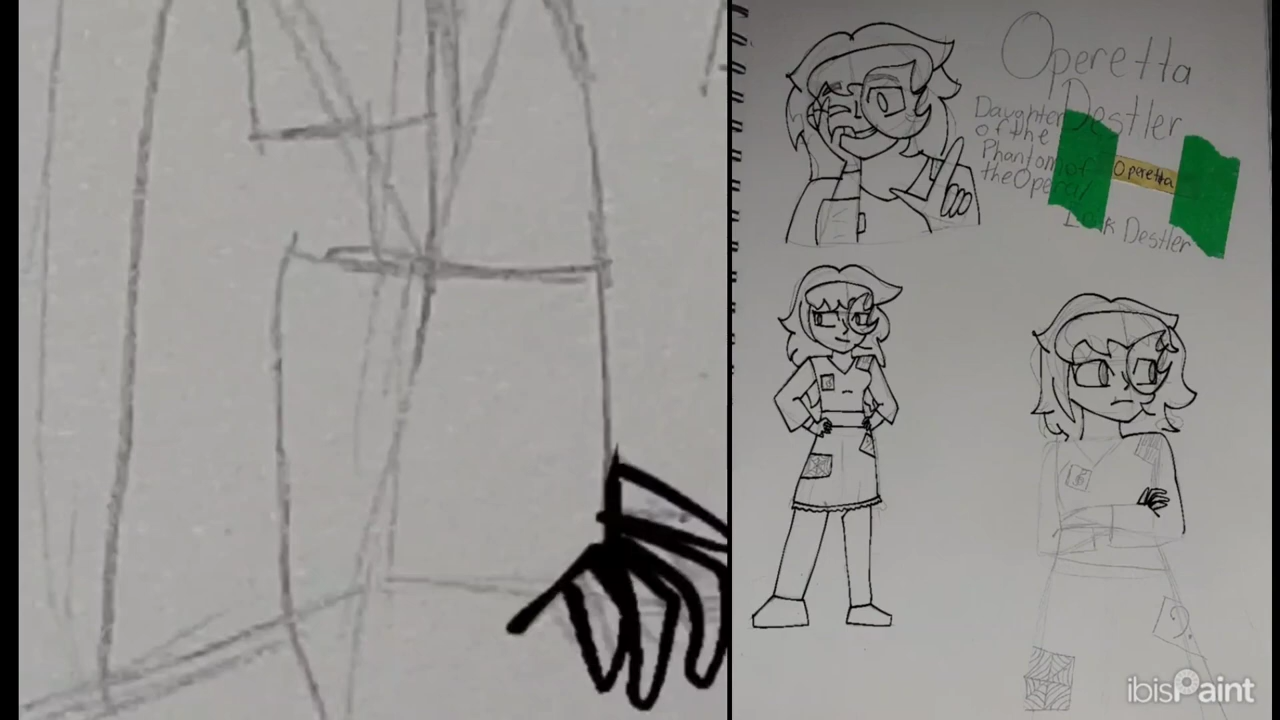 Operetta
Destler
Daughter
of the
Phantom of
the Opera/
Operetta
Destler
ibisPaint